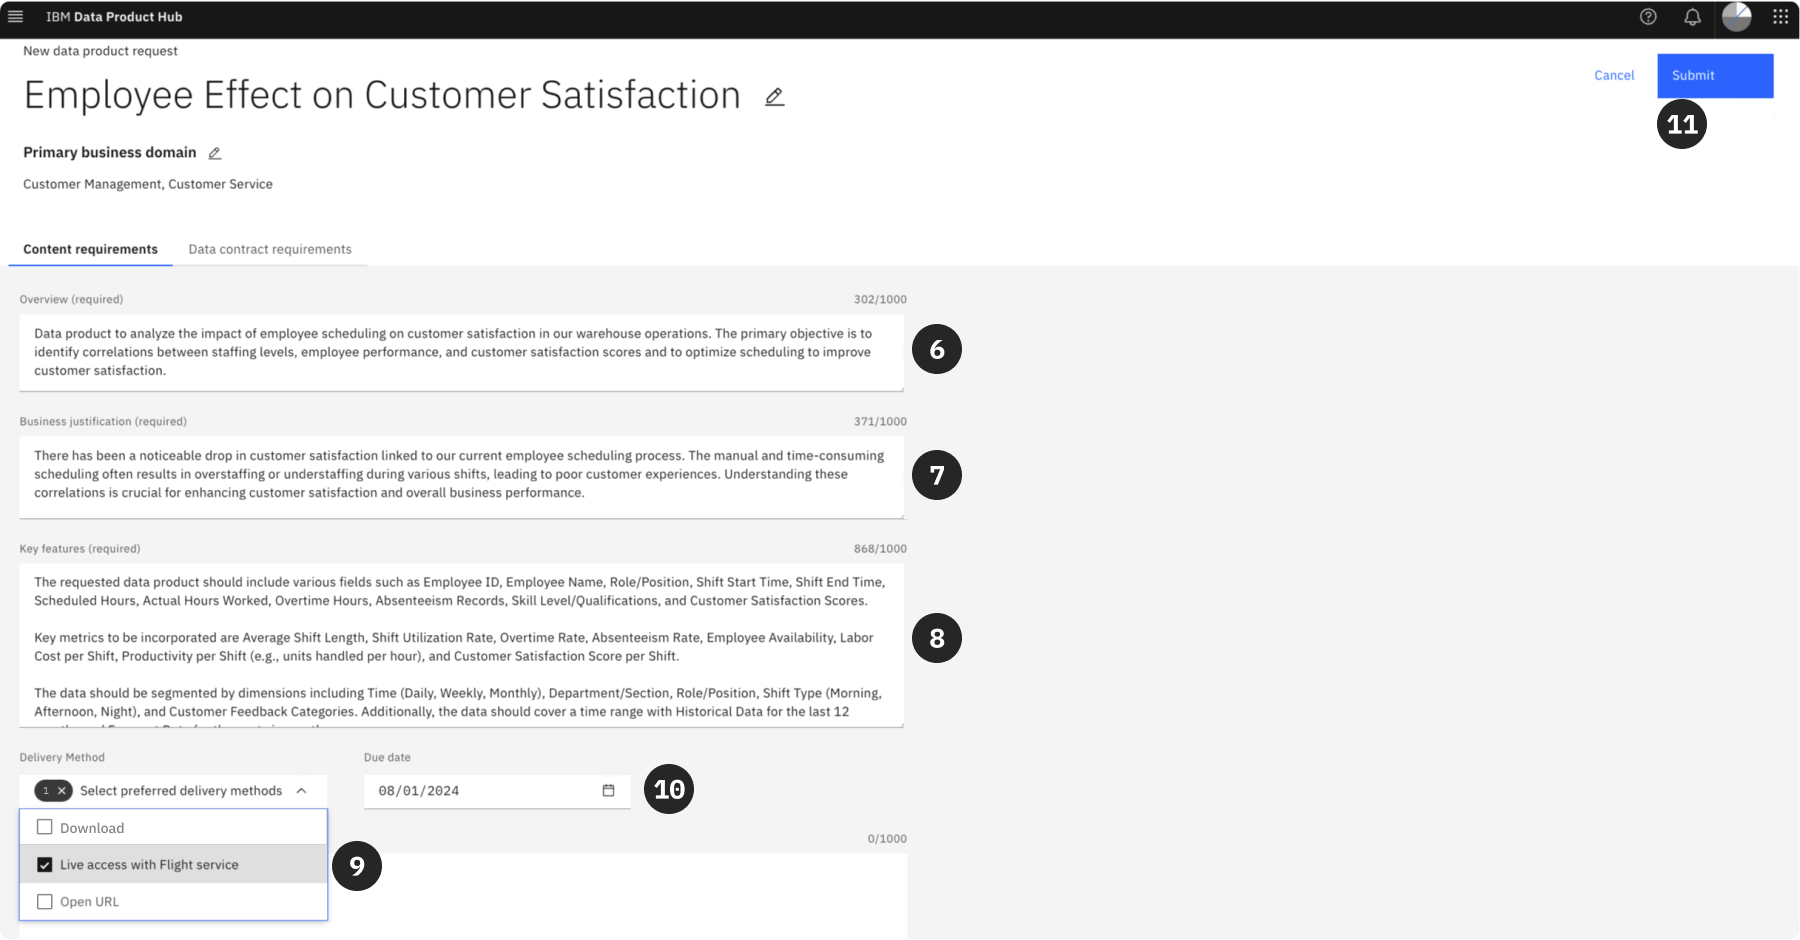 IBM Data Product Hub
New data product request
Employee Effect on Customer Satisfaction
Cancel
Submit
11
Primary business domain
Customer Management, Customer Service
Content requirements
Data contract requirements
Overview (required)
302/1000
Data product to analyze the impact of employee scheduling on customer satisfaction in our warehouse operations. The primary objective is to
identify correlations between staffing levels, employee performance, and customer satisfaction scores and to optimize scheduling to improve
customer satisfaction.
6
Business justification (required)
371/1000
There has been a noticeable drop in customer satisfaction linked to our current employee scheduling process. The manual and time-consuming
scheduling often results in overstaffing or understaffing during various shifts, leading to poor customer experiences. Understanding these
correlations is crucial for enhancing customer satisfaction and overall business performance.
7
Key features (required)
868/1000
The requested data product should include various fields such as Employee ID, Employee Name, Role/Position, Shift Start Time, Shift End Time,
Scheduled Hours, Actual Hours Worked, Overtime Hours, Absenteeism Records, Skill Level/Qualifications, and Customer Satisfaction Scores.
Key metrics to be incorporated are Average Shift Length, Shift Utilization Rate, Overtime Rate, Absenteeism Rate, Employee Availability, Labor
Cost per Shift, Productivity per Shift (e.g., units handled per hour), and Customer Satisfaction Score per Shift.
The data should be segmented by dimensions including Time (Daily, Weekly, Monthly), Department/Section, Role/Position, Shift Type (Morning,
Afternoon, Night), and Customer Feedback Categories. Additionally, the data should cover a time range with Historical Data for the last 12
8
Delivery Method
Due date
1
Select preferred delivery methods
08/01/2024
10
Download
0/1000
Live access with Flight service
9
Open URL